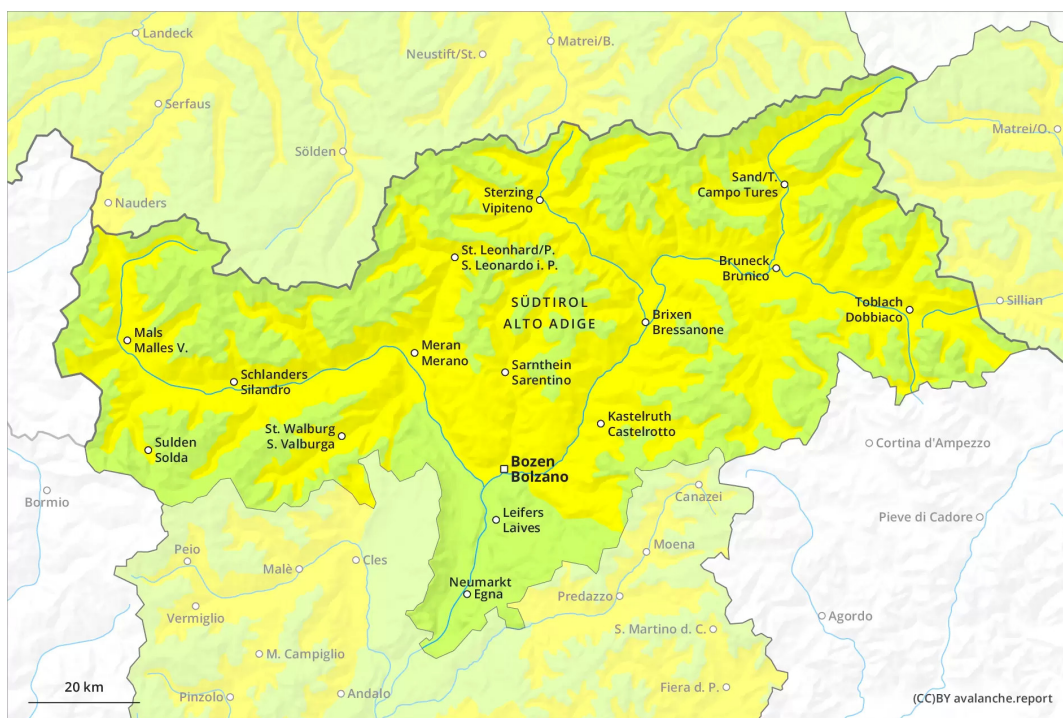 Landeck
Matrei/B.
Neustift/St.
Serfaus
Matrei/O.
Sölden
Sand/T.
Campo Tures
Sterzing
Vipiteno
Nauders
St. Leonhard/P.
S. Leonardo i. P.
Bruneck
Brunico
SÜDTIROL
ALTO ADIGE
Toblach
Dobbiaco
Sillian
Brixen
Bressanone
Mals
Malles V.
Meran
Merano
Schlanders
Silandro
Sarnthein
Sarentino
St. Walburg
S. Valburga
Kastelruth
Castelrotto
Sulden
Solda
Cortina d'Ampezzo
Bozen
Bolzano
Bormio
Canazei
Leifers
Laives
Pieve di Cadore
Peio
Cles
Moena
Malè
Neumarkt
Egna
Predazzo
Vermiglio
Agordo
S. Martino d. C.
M. Campiglio
20 km
Pinzolo
Andalo
Fiera d. P.
(CC)BY avalanche.report